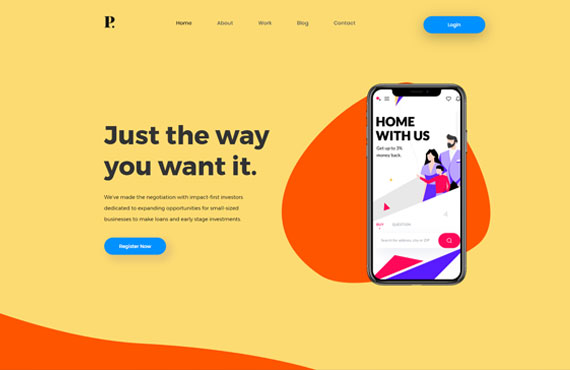 P.
Home
About
Work
Blog
Contact
Login
Just the way
you want it.
We've made the negotiation with impact-first investors
dedicated to expanding opportunities for small-sized
businesses to make loans and early stage investments.
Register Now
HOME
WITH US
Get up to 3%
money back.
BUY
QUESTION
Search for address, city or ZIP